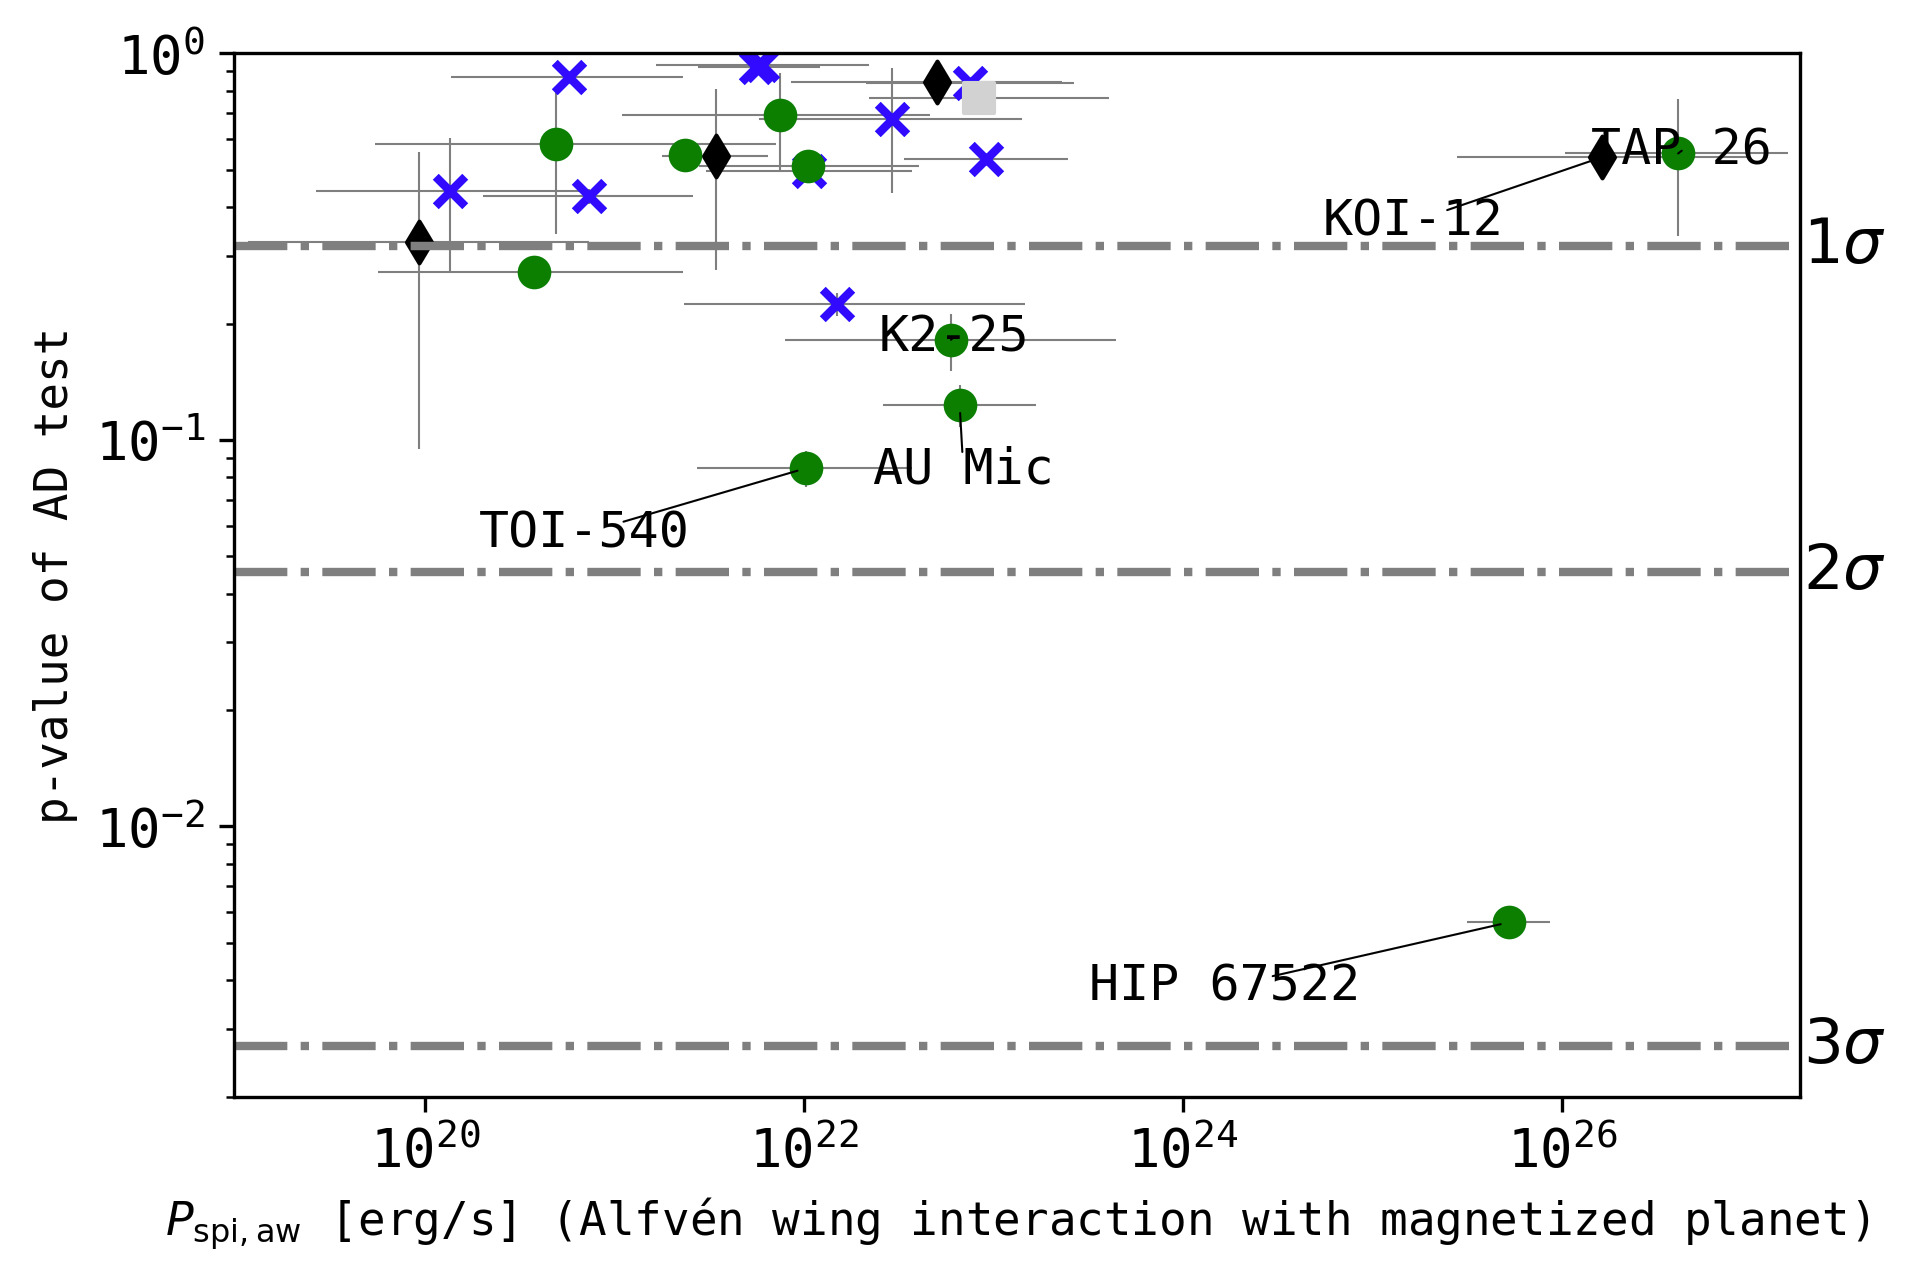 10⁰
TAP 26
KOI-12
1σ
K2-25
10⁻¹
AU Mic
TOI-540
2σ
p-value of AD test
10⁻²
HIP 67522
3σ
10²⁰ 10²² 10²⁴ 10²⁶
P_spi, aw [erg/s] (Alfvén wing interaction with magnetized planet)